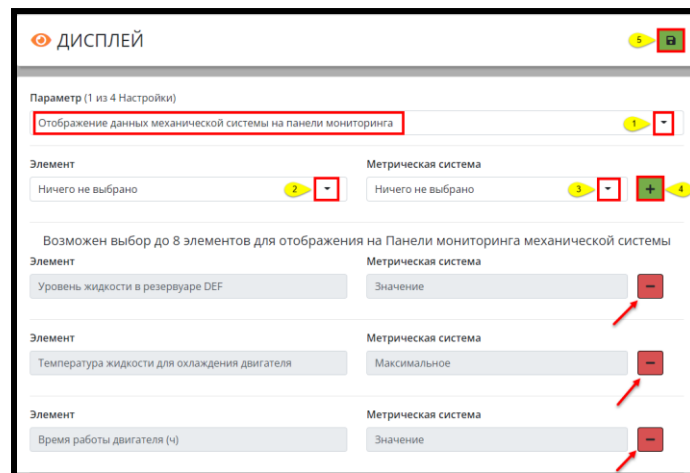 ДИСПЛЕЙ
5
Параметр (1 из 4 Настройки)
Отображение данных механической системы на панели мониторинга
1
Элемент Метрическая система
Ничего не выбрано 2 Ничего не выбрано 3 + 4
Возможен выбор до 8 элементов для отображения на Панели мониторинга механической системы
Элемент Метрическая система
Уровень жидкости в резервуаре DEF Значение −
Элемент Метрическая система
Температура жидкости для охлаждения двигателя Максимальное −
Элемент Метрическая система
Время работы двигателя (ч) Значение −